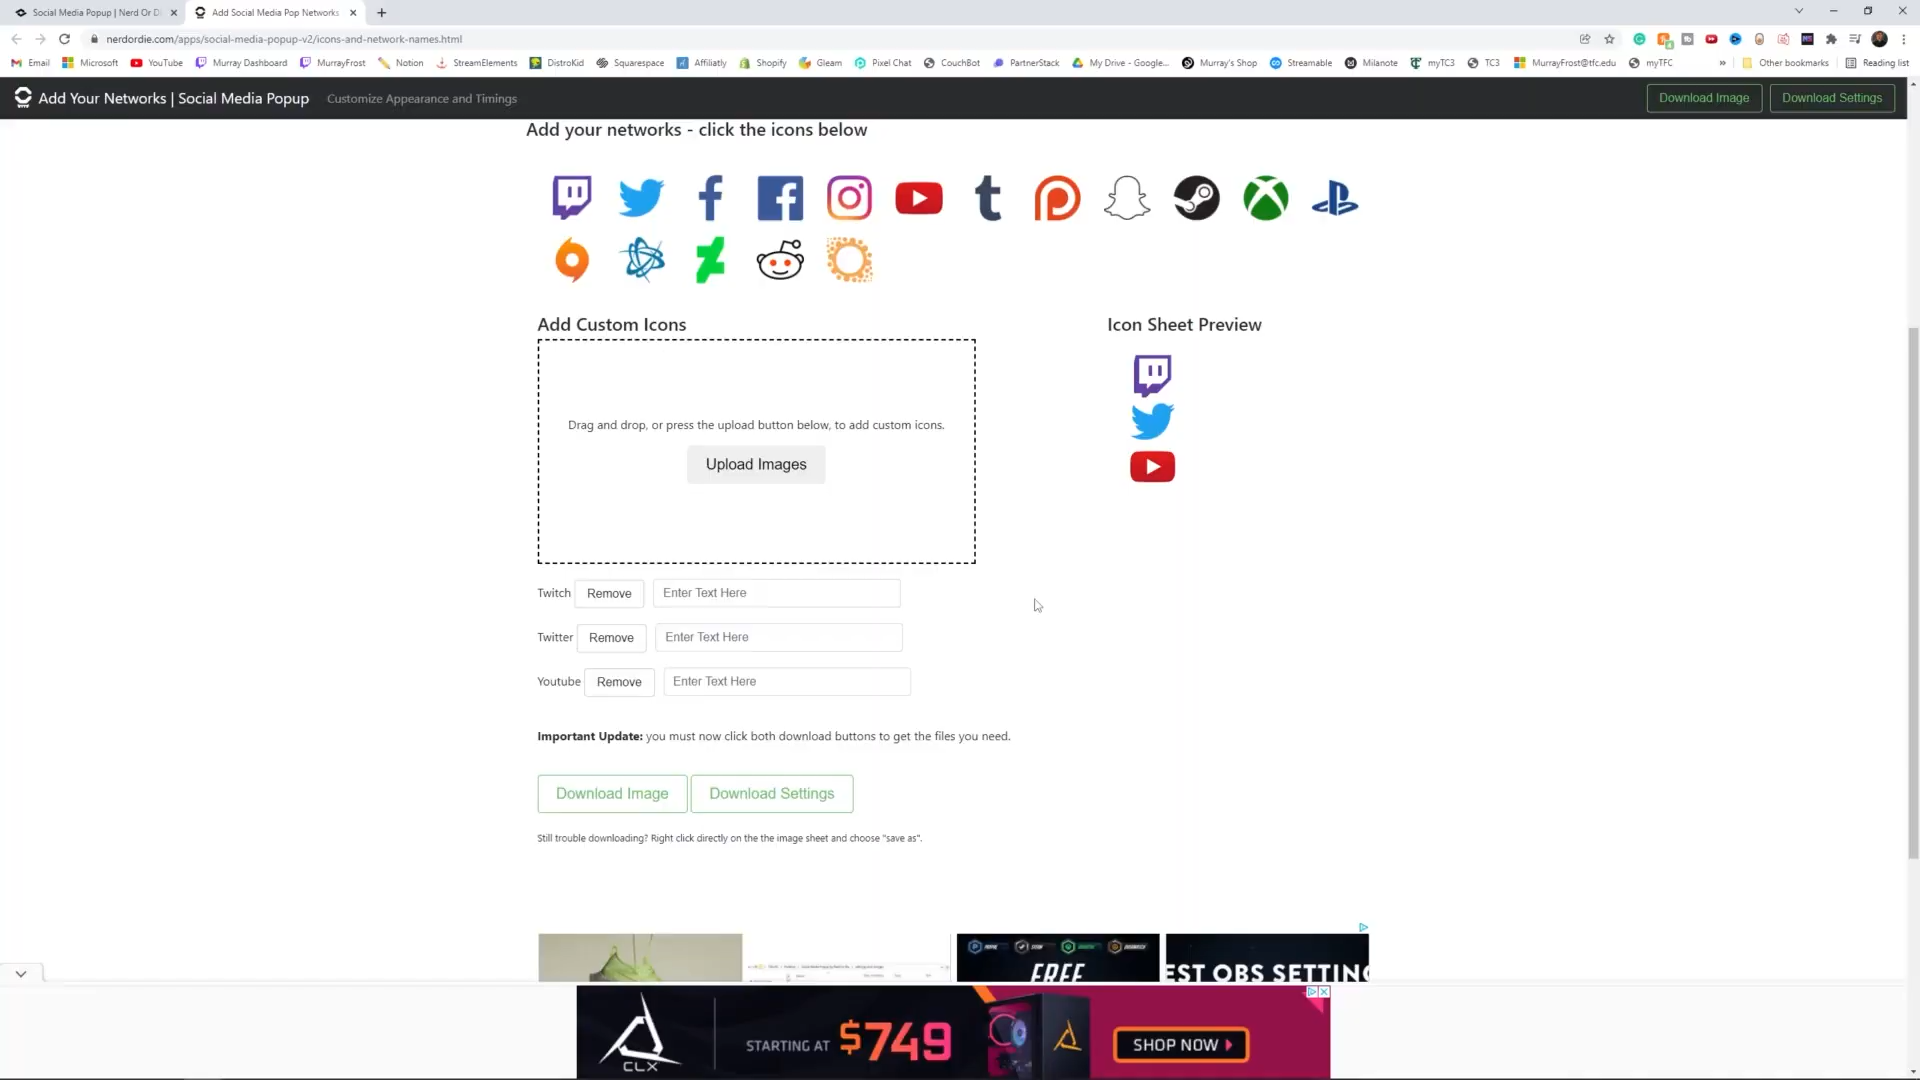 Social Media Popup | Nerd Or Di
Add Social Media Pop Networks
nerdordie.com/apps/social-media-popup-v2/icons-and-network-names.html
Email
Microsoft
YouTube
Murray Dashboard
MurrayFrost
Notion
StreamElements
DistroKid
Squarespace
Affiliatly
Shopify
Gleam
Pixel Chat
CouchBot
PartnerStack
My Drive - Google...
Murray's Shop
Streamable
Milanote
myTC3
TC3
MurrayFrost@tfc.edu
myTFC
Other bookmarks
Reading list
Add Your Networks | Social Media Popup
Customize Appearance and Timings
Download Image
Download Settings
Add your networks - click the icons below
Add Custom Icons
Icon Sheet Preview
Drag and drop, or press the upload button below, to add custom icons.
Upload Images
Twitch Remove Enter Text Here
Twitter Remove Enter Text Here
Youtube Remove Enter Text Here
Important Update: you must now click both download buttons to get the files you need.
Download Image
Download Settings
Still trouble downloading? Right click directly on the the image sheet and choose "save as".
FREE
EST OBS SETTING
CLX
STARTING AT $749
SHOP NOW